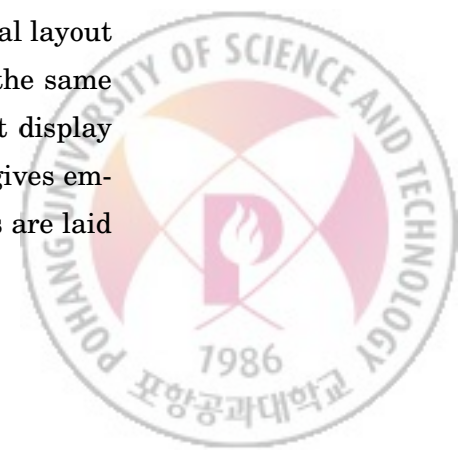 al layout
the same
t display
gives em-
s are laid
POHANG UNIVERSITY OF SCIENCE AND TECHNOLOGY
1986
포항공과대학교